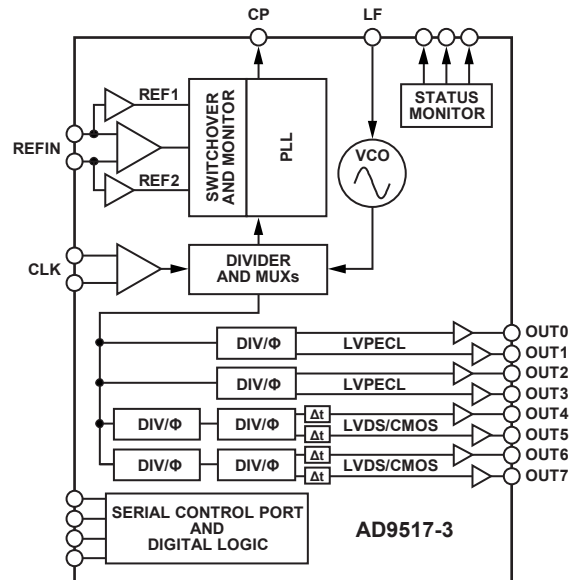 CP
LF
REF1
REFIN
REF2
SWITCHOVER
AND MONITOR
PLL
VCO
STATUS
MONITOR
CLK
DIVIDER
AND MUXs
DIV/Φ
LVPECL
OUT0
OUT1
DIV/Φ
LVPECL
OUT2
OUT3
DIV/Φ
DIV/Φ
Δt
Δt
LVDS/CMOS
OUT4
OUT5
DIV/Φ
DIV/Φ
Δt
Δt
LVDS/CMOS
OUT6
OUT7
SERIAL CONTROL PORT
AND
DIGITAL LOGIC
AD9517-3